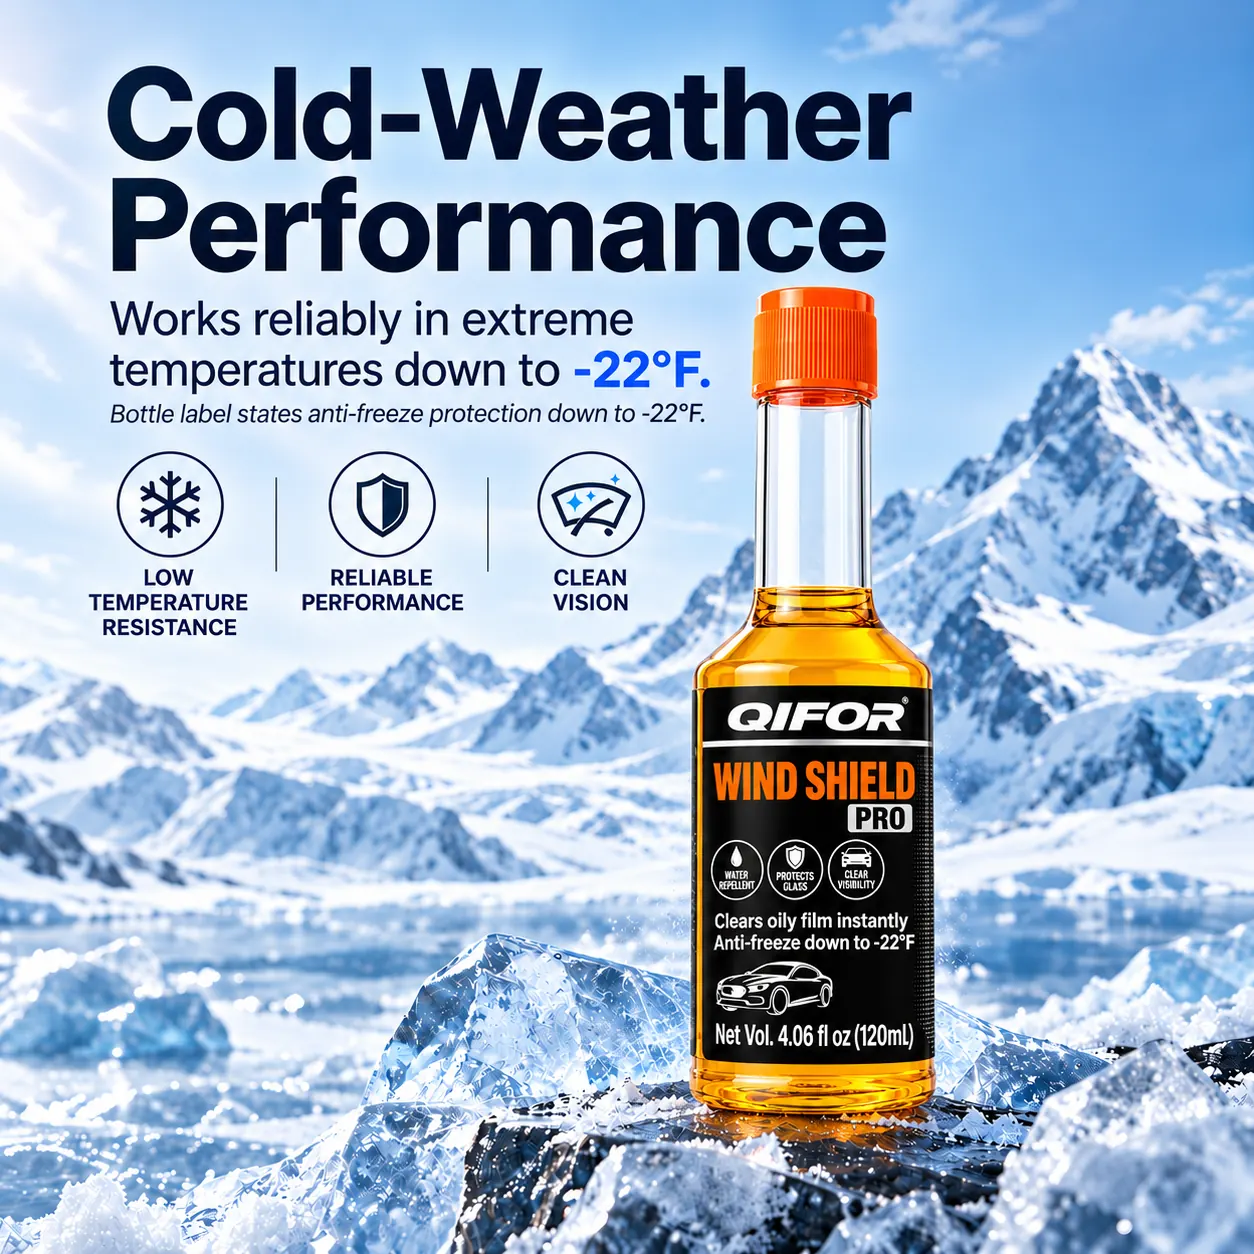 Cold-Weather
Performance
Works reliably in extreme
temperatures down to -22°F.
Bottle label states anti-freeze protection down to -22°F.
LOW
TEMPERATURE
RESISTANCE
RELIABLE
PERFORMANCE
CLEAN
VISION
QIFOR®
WIND SHIELD
PRO
WATER
REPELLENT
PROTECTS
GLASS
CLEAR
VISIBILITY
Clears oily film instantly
Anti-freeze down to -22°F
Net Vol. 4.06 fl oz (120mL)